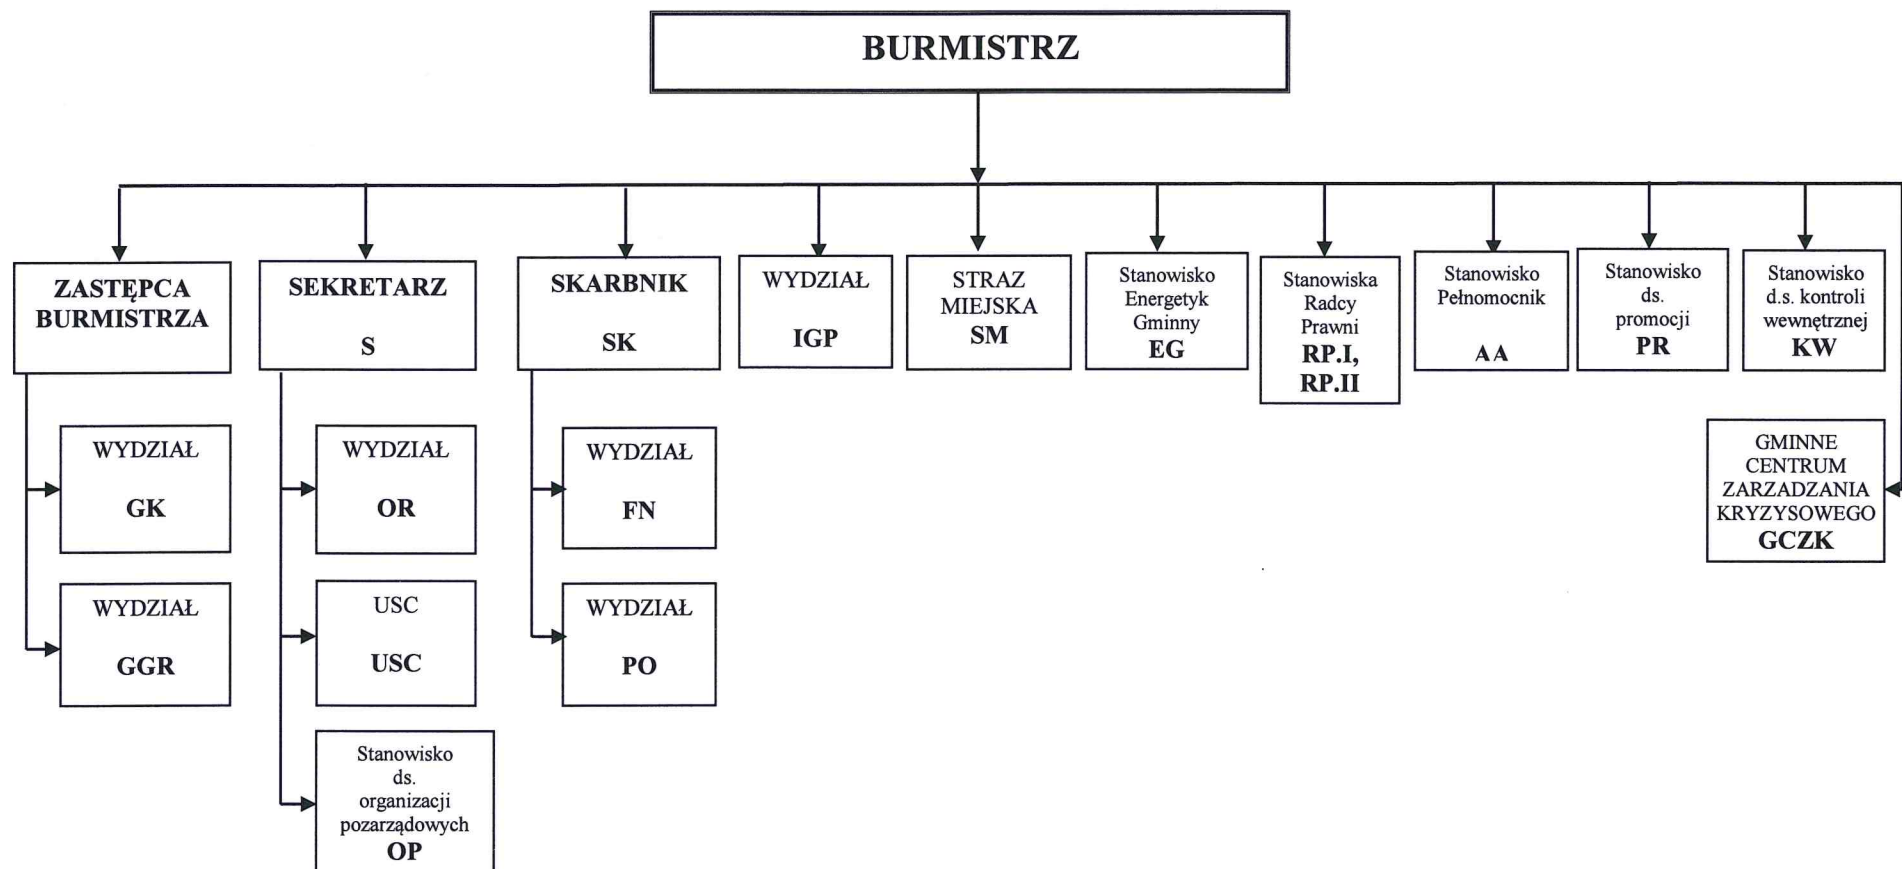 BURMISTRZ
ZASTĘPCA
BURMISTRZA
SEKRETARZ
S
SKARBNIK
SK
WYDZIAŁ
IGP
STRAZ
MIEJSKA
SM
Stanowisko
Energetyk
Gminny
EG
Stanowiska
Radcy
Prawni
RP.I,
RP.II
Stanowisko
Pełnomocnik
AA
Stanowisko
ds.
promocji
PR
Stanowisko
d.s. kontroli
wewnętrznej
KW
WYDZIAŁ
GK
WYDZIAŁ
OR
WYDZIAŁ
FN
GMINNE
CENTRUM
ZARZADZANIA
KRYZYSOWEGO
GCZK
WYDZIAŁ
GGR
USC
USC
WYDZIAŁ
PO
Stanowisko
ds.
organizacji
pozarządowych
OP